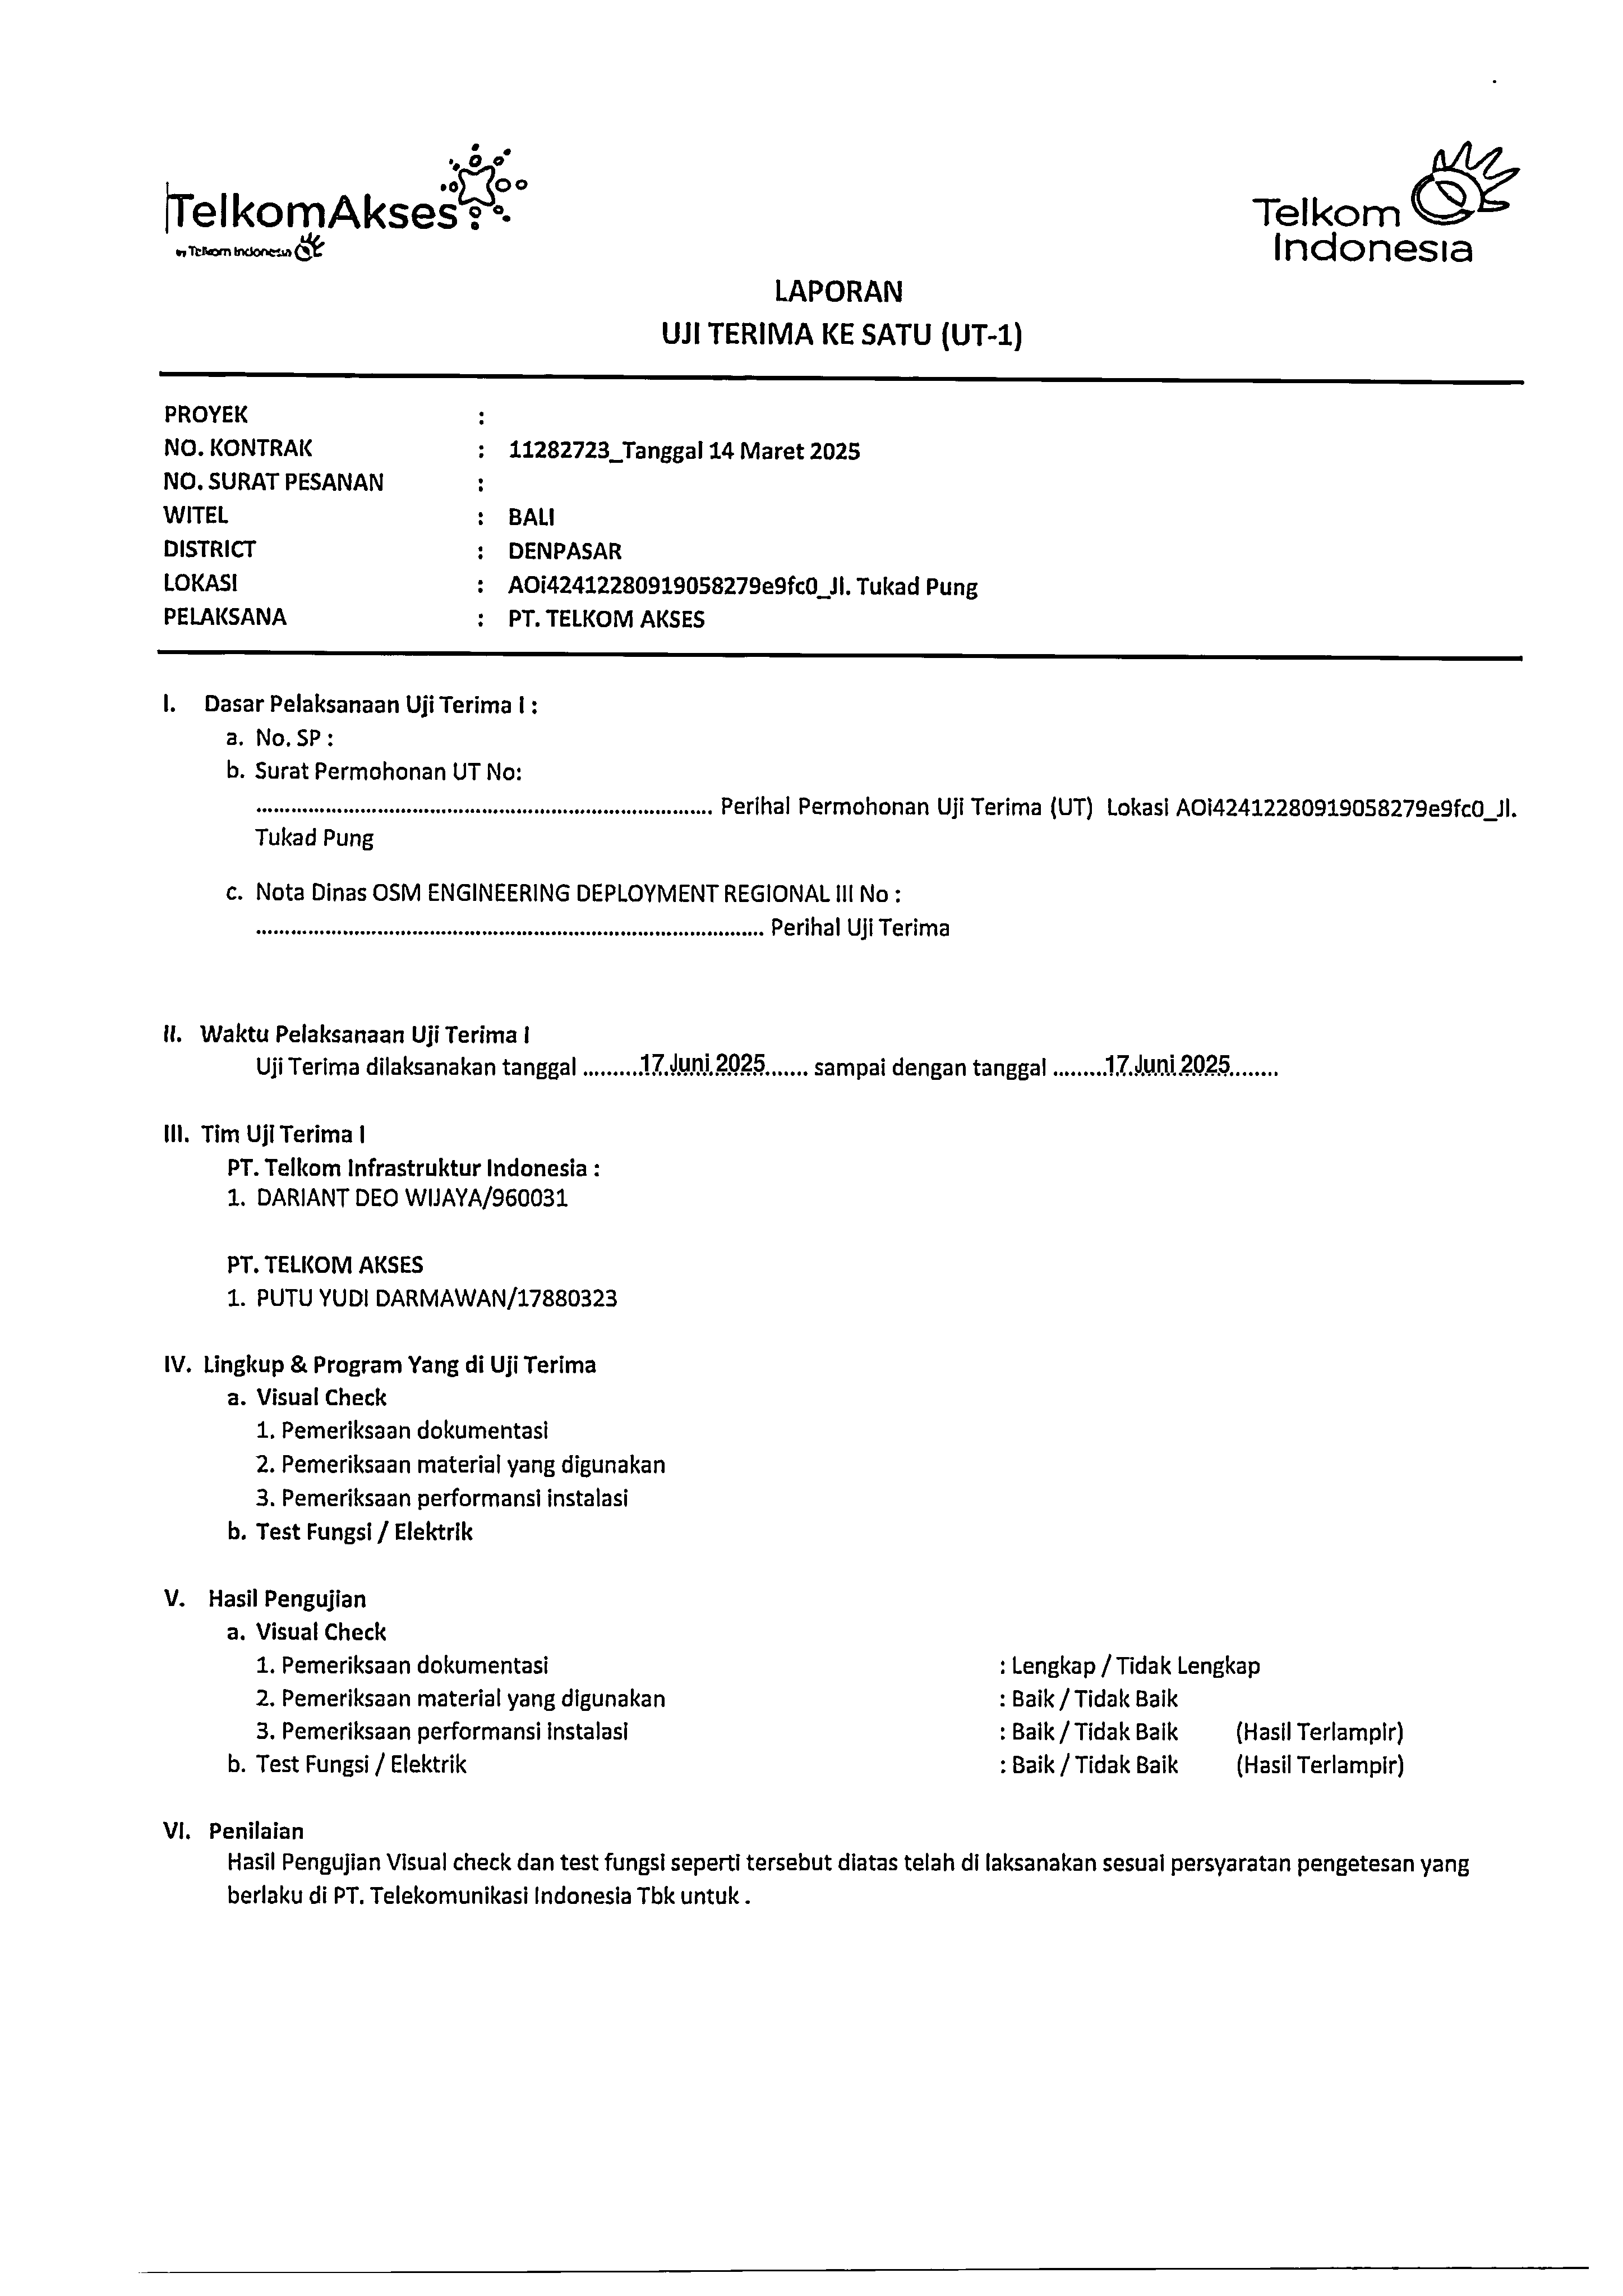 TelkomAkses
by Telkom Indonesia
Telkom
Indonesia
LAPORAN
UJI TERIMA KE SATU (UT-1)
PROYEK :
NO. KONTRAK : 11282723_Tanggal 14 Maret 2025
NO. SURAT PESANAN :
WITEL : BALI
DISTRICT : DENPASAR
LOKASI : AOi42412280919058279e9fc0_Jl. Tukad Pung
PELAKSANA : PT. TELKOM AKSES
I. Dasar Pelaksanaan Uji Terima I :
a. No. SP :
b. Surat Permohonan UT No:
............................................................................... Perihal Permohonan Uji Terima (UT) Lokasi AOi42412280919058279e9fc0_Jl.
Tukad Pung
c. Nota Dinas OSM ENGINEERING DEPLOYMENT REGIONAL III No :
........................................................................................ Perihal Uji Terima
II. Waktu Pelaksanaan Uji Terima I
Uji Terima dilaksanakan tanggal ..........17 Juni 2025....... sampai dengan tanggal .........17 Juni 2025........
III. Tim Uji Terima I
PT. Telkom Infrastruktur Indonesia :
1. DARIANT DEO WIJAYA/960031
PT. TELKOM AKSES
1. PUTU YUDI DARMAWAN/17880323
IV. Lingkup & Program Yang di Uji Terima
a. Visual Check
1. Pemeriksaan dokumentasi
2. Pemeriksaan material yang digunakan
3. Pemeriksaan performansi instalasi
b. Test Fungsi / Elektrik
V. Hasil Pengujian
a. Visual Check
1. Pemeriksaan dokumentasi : Lengkap / Tidak Lengkap
2. Pemeriksaan material yang digunakan : Baik / Tidak Baik
3. Pemeriksaan performansi instalasi : Baik / Tidak Baik (Hasil Terlampir)
b. Test Fungsi / Elektrik : Baik / Tidak Baik (Hasil Terlampir)
VI. Penilaian
Hasil Pengujian Visual check dan test fungsi seperti tersebut diatas telah di laksanakan sesuai persyaratan pengetesan yang
berlaku di PT. Telekomunikasi Indonesia Tbk untuk .